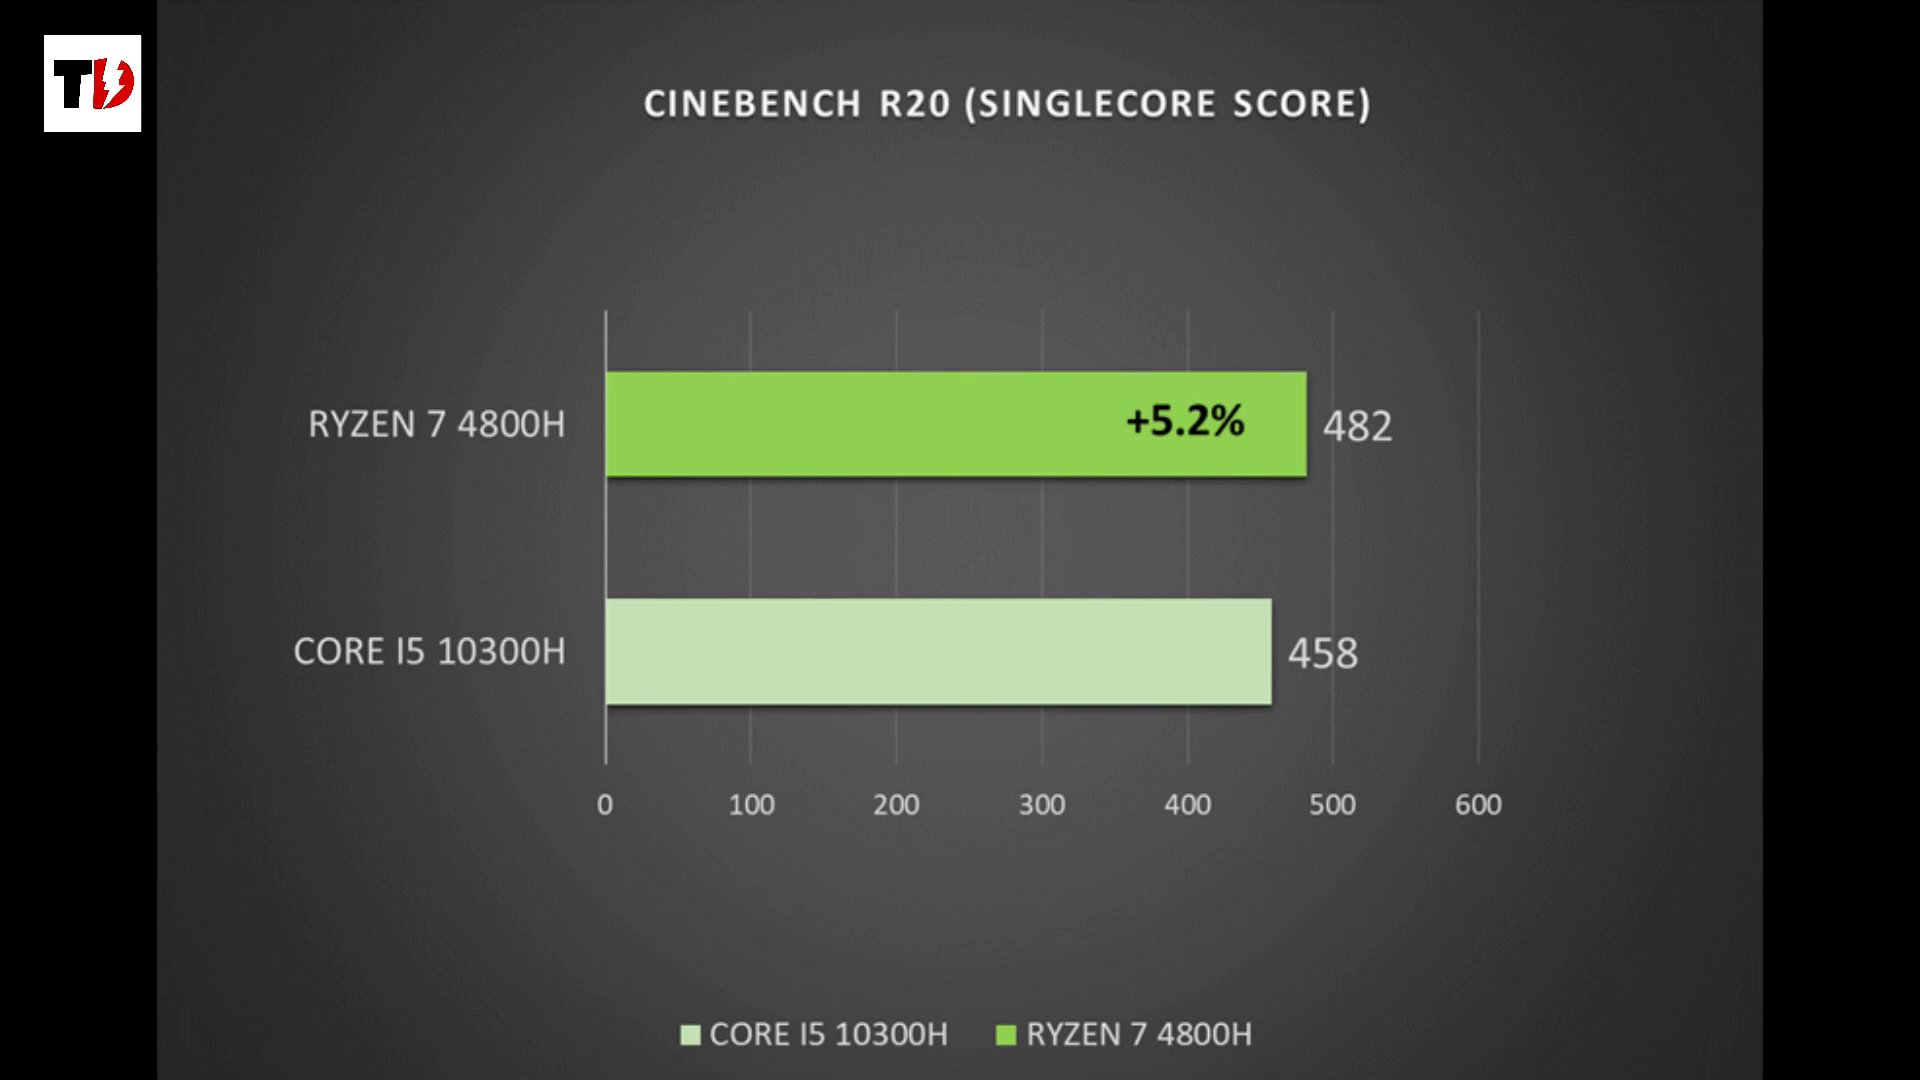 TD
CINEBENCH R20 (SINGLECORE SCORE)
RYZEN 7 4800H
+5.2%
482
CORE I5 10300H
458
0 100 200 300 400 500 600
CORE I5 10300H RYZEN 7 4800H